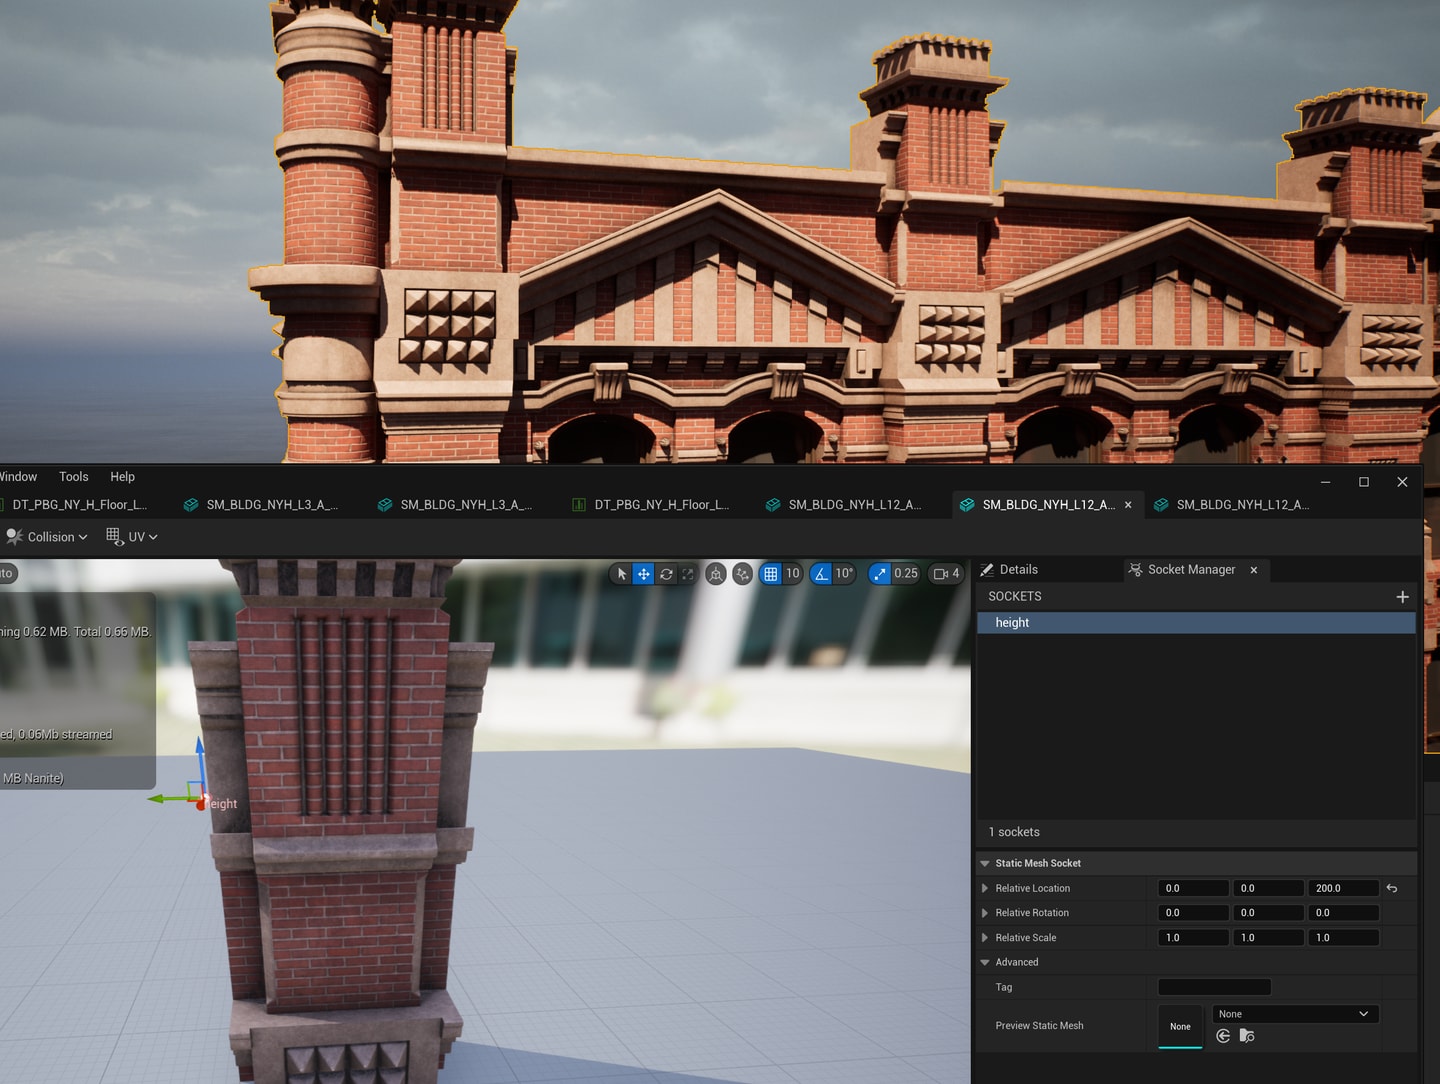 Window Tools Help
DT_PBG_NY_H_Floor_L... SM_BLDG_NYH_L3_A_... SM_BLDG_NYH_L3_A_... DT_PBG_NY_H_Floor_L... SM_BLDG_NYH_L12_A... SM_BLDG_NYH_L12_A... SM_BLDG_NYH_L12_A...
Collision UV
10 10° 0.25 4
ning 0.62 MB. Total 0.66 MB.
ed, 0.06Mb streamed
MB Nanite)
height
Details Socket Manager
SOCKETS
height
1 sockets
Static Mesh Socket
Relative Location 0.0 0.0 200.0
Relative Rotation 0.0 0.0 0.0
Relative Scale 1.0 1.0 1.0
Advanced
Tag
Preview Static Mesh None None